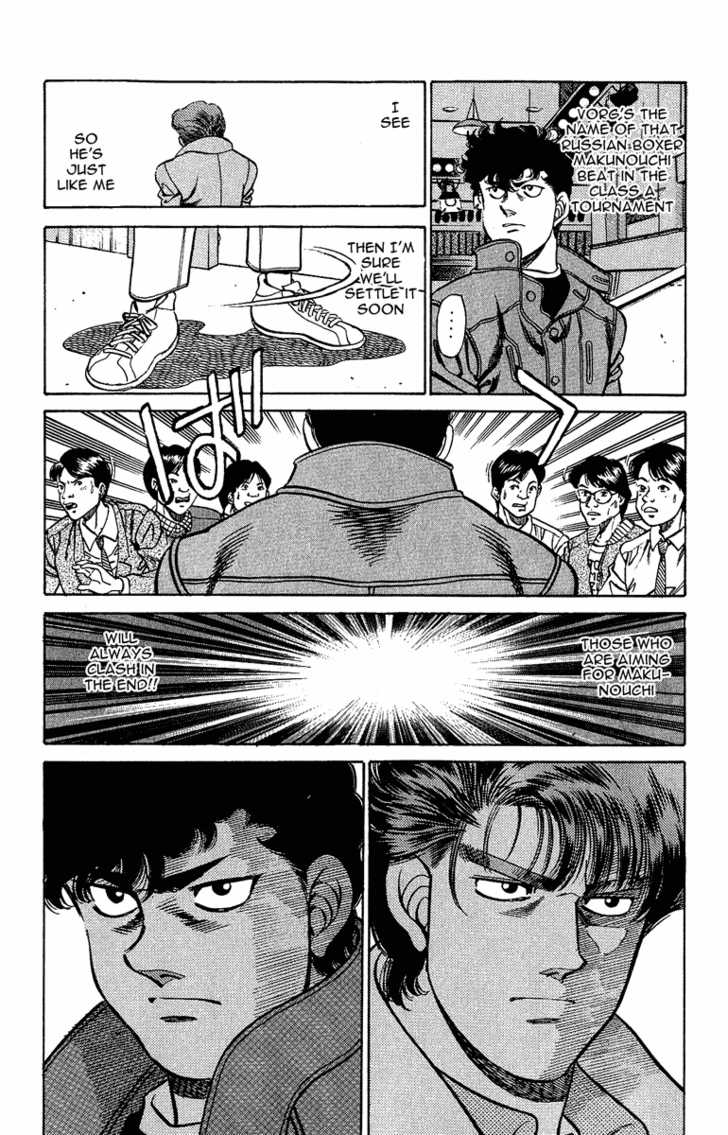 VORG'S THE
NAME OF THAT
RUSSIAN BOXER
MAKUNOUCHI
BEAT IN THE
CLASS A
TOURNAMENT
...
I
SEE
SO
HE'S
JUST
LIKE ME
THEN I'M
SURE
WE'LL
SETTLE IT
SOON
ば
THOSE WHO
ARE AIMING
FOR MAKU-
NOUCHI
WILL
ALWAYS
CLASH IN
THE END!!